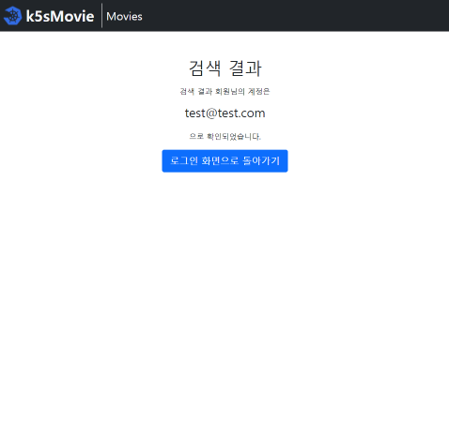 k5sMovie Movies
검색 결과
검색 결과 회원님의 계정은
test@test.com
으로 확인되었습니다.
로그인 화면으로 돌아가기